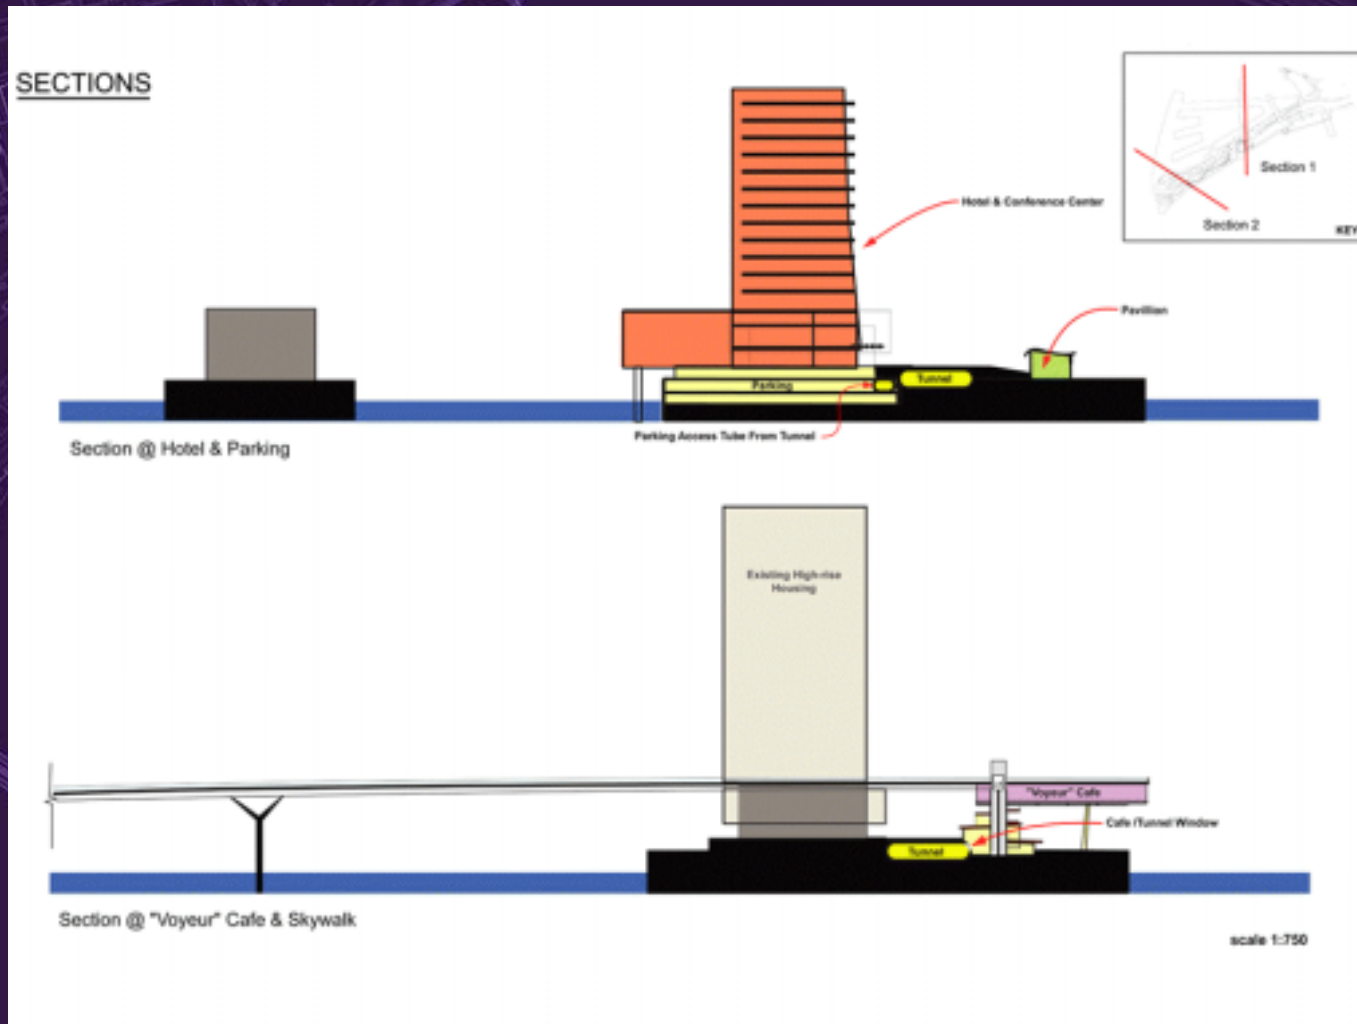 SECTIONS
Section 1
Section 2
KEY
Hotel & Conference Center
Pavillian
Parking
Tunnel
Parking Access Tube From Tunnel
Section @ Hotel & Parking
Existing High-rise
Housing
"Voyeur" Cafe
Cafe /Tunnel Window
Tunnel
Section @ "Voyeur" Cafe & Skywalk
scale 1:750